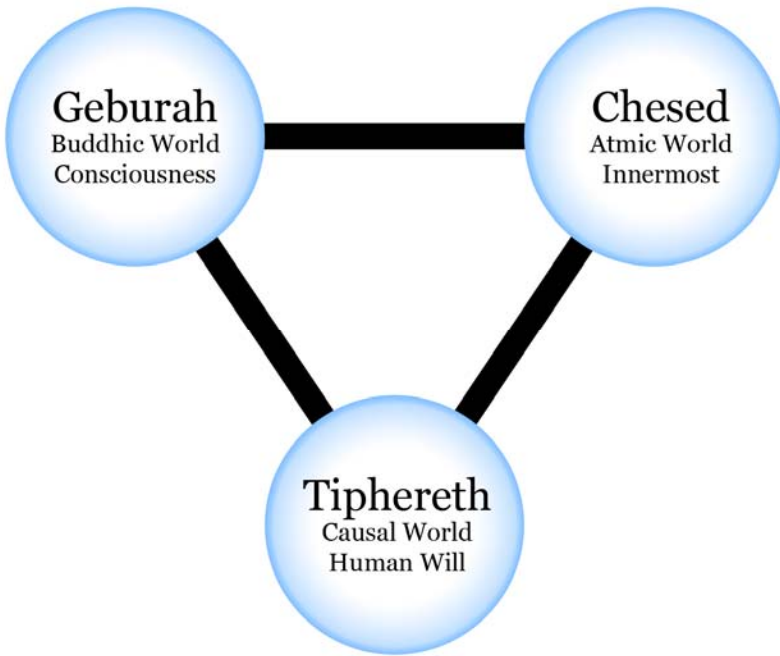 Geburah
Buddhic World
Consciousness
Chesed
Atmic World
Innermost
Tiphereth
Causal World
Human Will